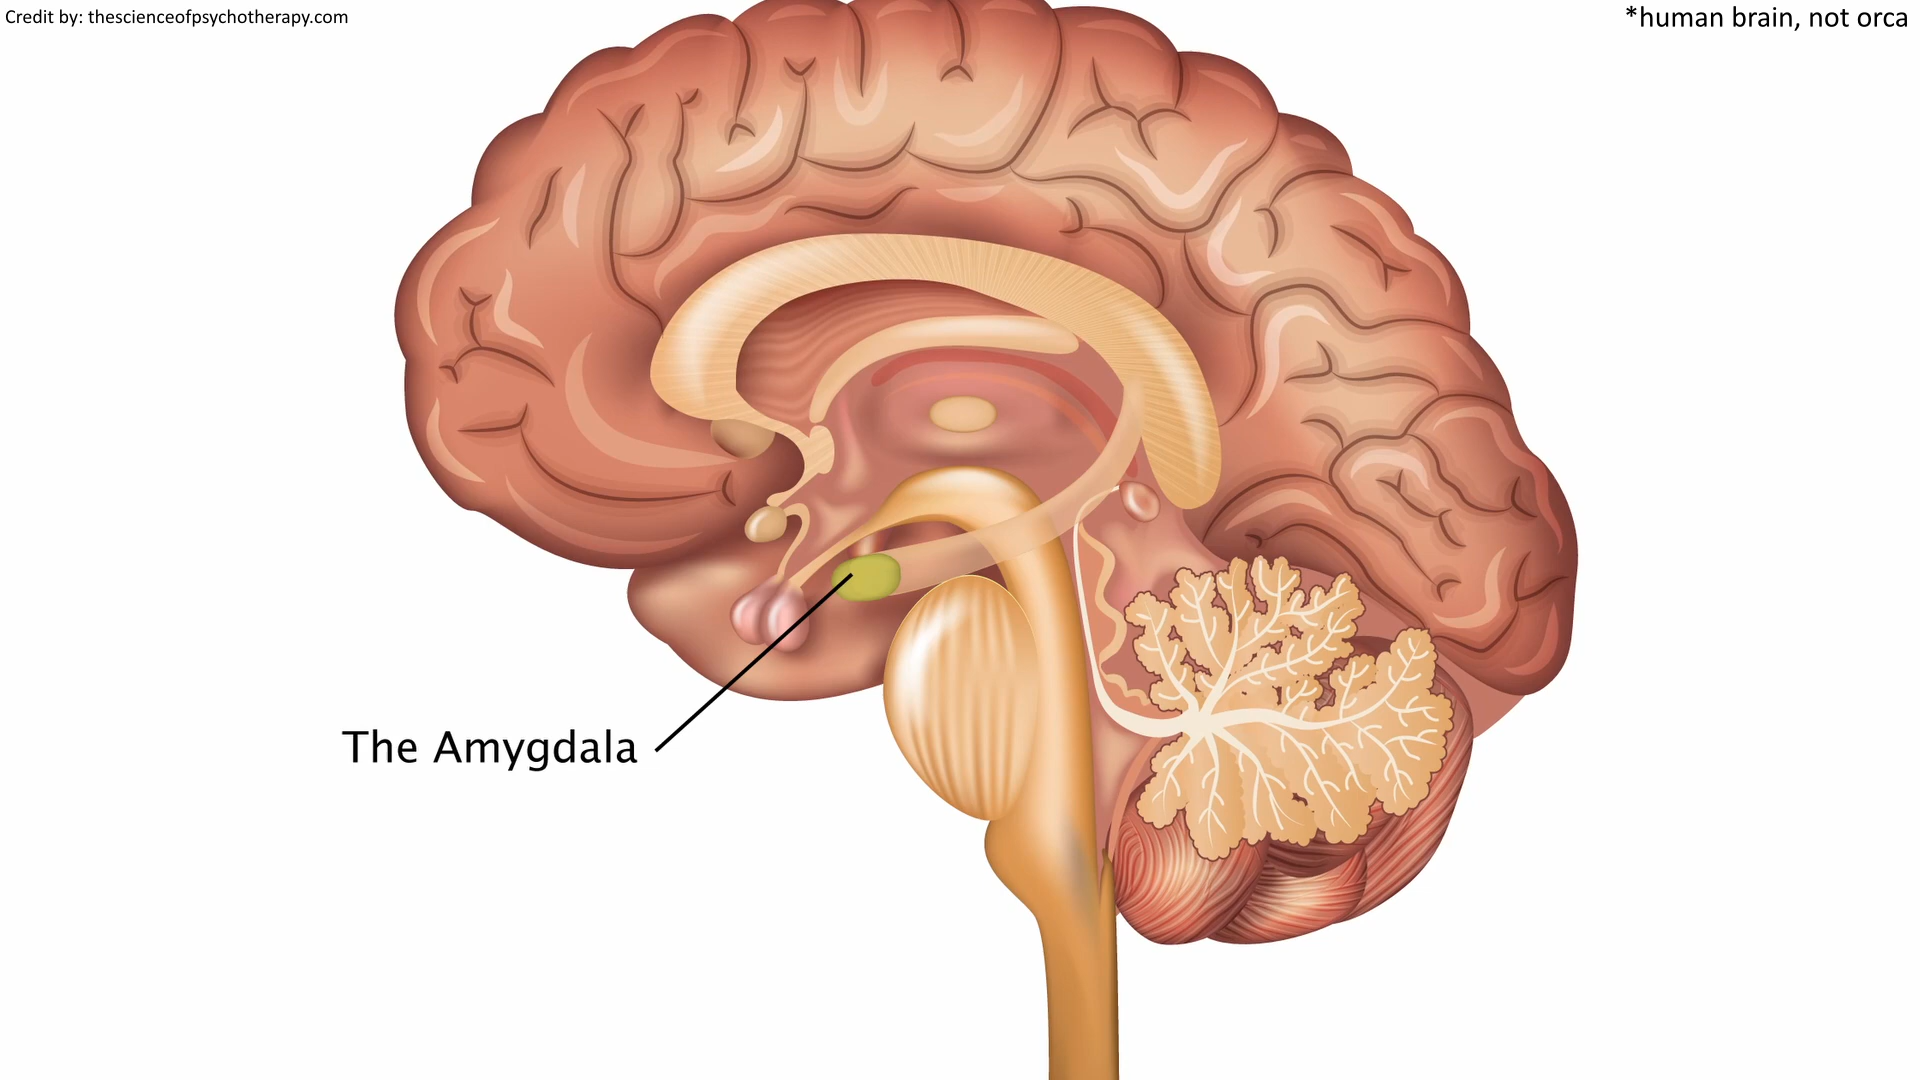 Credit by: thescienceofpsychotherapy.com
*human brain, not orca
The Amygdala